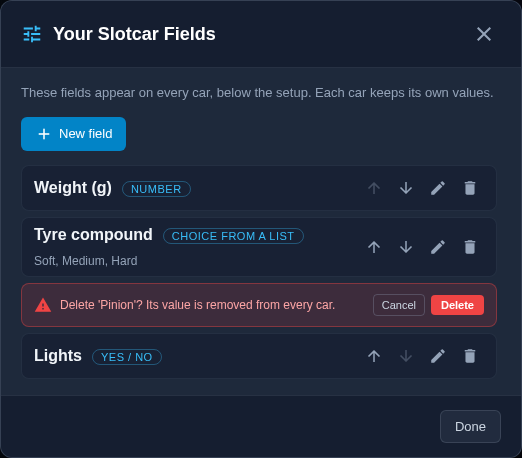 Your Slotcar Fields
These fields appear on every car, below the setup. Each car keeps its own values.
New field
Weight (g) NUMBER
Tyre compound CHOICE FROM A LIST
Soft, Medium, Hard
Delete 'Pinion'? Its value is removed from every car. Cancel Delete
Lights YES / NO
Done